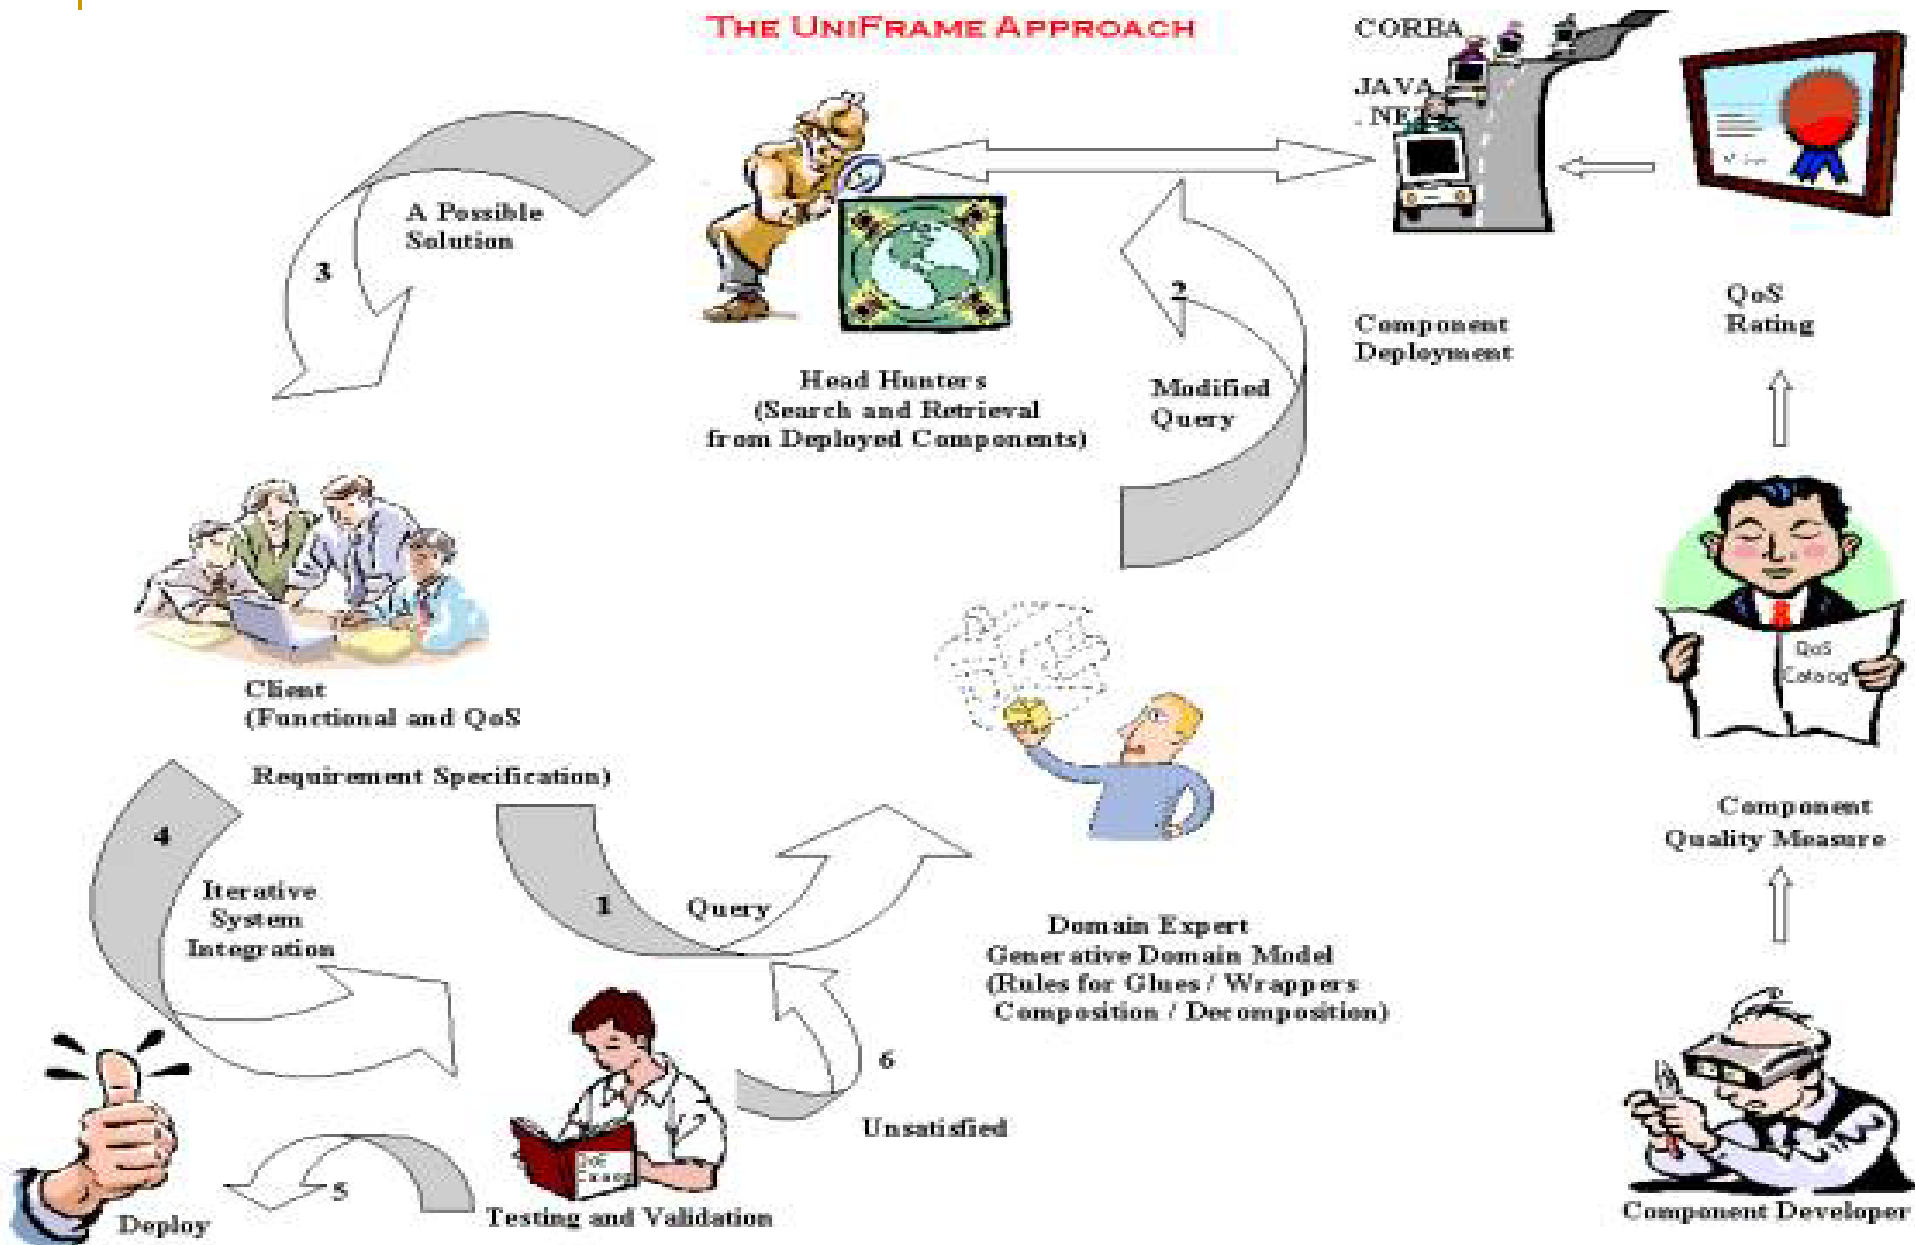 THE UNIFRAME APPROACH
CORBA
JAVA
.NET
A Possible
Solution
3
2
Modified
Query
Component
Deployment
QoS
Rating
Head Hunters
(Search and Retrieval
from Deployed Components)
Client
(Functional and QoS
Requirement Specification)
QoS
Catalog
Component
Quality Measure
4
Iterative
System
Integration
1
Query
Domain Expert
Generative Domain Model
(Rules for Glues / Wrappers
Composition / Decomposition)
6
Unsatisfied
5
Deploy
Testing and Validation
Component Developer